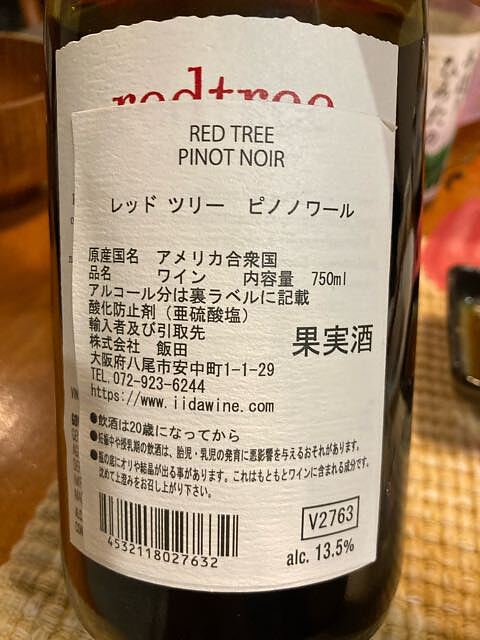 redtree
RED TREE
PINOT NOIR
レッド ツリー ピノノワール
原産国名 アメリカ合衆国
品名 ワイン 内容量 750ml
アルコール分は裏ラベルに記載
酸化防止剤（亜硫酸塩）
輸入者及び引取先
株式会社 飯田
大阪府八尾市安中町1-1-29
TEL.072-923-6244
https://www.iidawine.com
果実酒
●飲酒は20歳になってから
●妊娠中や授乳期の飲酒は、胎児・乳児の発育に悪影響を与えるおそれがあります。
●瓶の底にオリや結晶が出る事があります。これはもともとワインに含まれる成分です。
沈めて上澄みをお召し上がり下さい。
4532118027632
V2763
alc. 13.5%